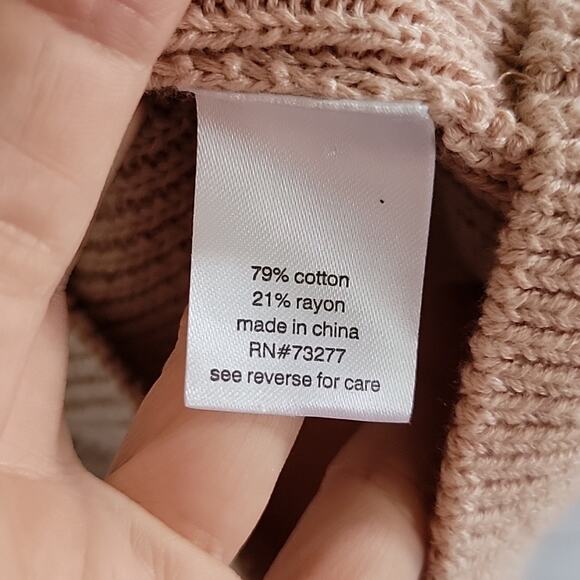 79% cotton
21% rayon
made in china
RN#73277
see reverse for care